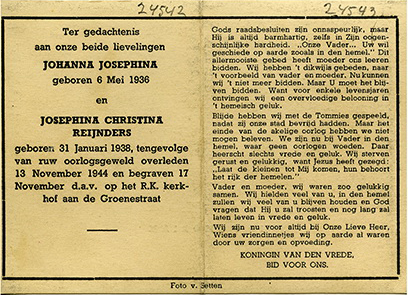 24542
24543
Ter gedachtenis
aan onze beide lievelingen
JOHANNA JOSEPHINA
geboren 6 Mei 1936
en
JOSEPHINA CHRISTINA
REIJNDERS
geboren 31 Januari 1938, tengevolge
van ruw oorlogsgeweld overleden
13 November 1944 en begraven 17
November d.a.v. op het R.K. kerk-
hof aan de Groenestraat
Gods raadsbesluiten zijn onnaspeurlijk, maar
Hij is altijd barmhartig, zelfs in Zijn oogen-
schijnlijke hardheid. „Onze Vader... Uw wil
geschiede op aarde zooals in den hemel." Dit
allermooiste gebed heeft moeder ons leeren
bidden. Wij hebben 't dikwijls gebeden, naar
't voorbeeld van vader en moeder. Nu kunnen
wij 't niet meer bidden. Maar U moet het blij-
ven bidden. Want voor enkele levensjaren
ontvingen wij een overvloedige belooning in
't hemelsch geluk.
Blijde hebben wij met de Tommies gespeeld,
nadat zij onze stad bevrijd hadden. Maar het
einde van de akelige oorlog hebben we niet
mogen beleven. We zijn nu bij Vader in den
hemel, waar geen oorlogen woeden. Daar
heerscht slechts vrede en geluk. Wij sterven
gerust en gelukkig, want Jezus heeft gezegd:
„Laat de kleinen tot Mij komen, hun behoort
het rijk der hemelen."
Vader en moeder, wij waren zoo gelukkig
samen. Wij hielden veel van u, in den hemel
zullen wij veel van u blijven houden en God
vragen dat Hij u zal troosten en nog lang zal
laten leven in vrede en geluk.
Wij zijn nu voor altijd bij Onze Lieve Heer,
Wiens vriendinnetjes wij op aarde al waren
door uw zorgen en opvoeding.
KONINGIN VAN DEN VREDE,
BID VOOR ONS.
Foto v. Setten